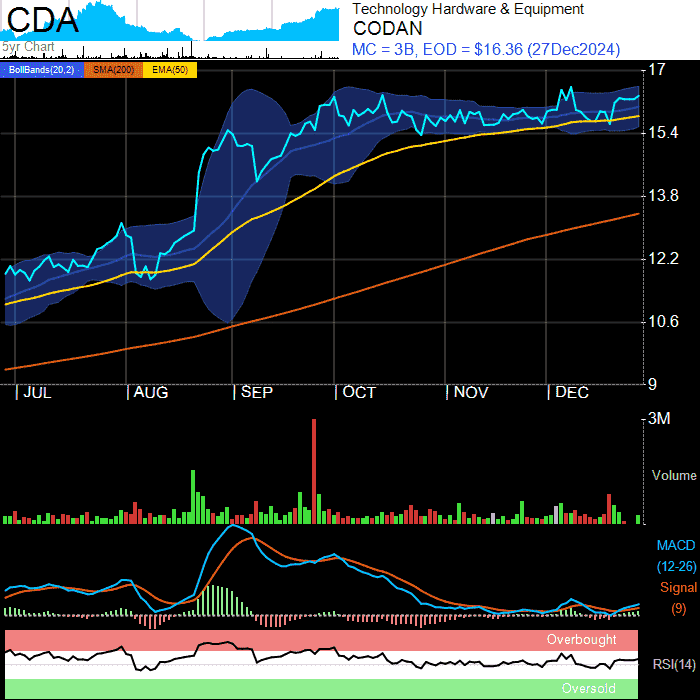 CDA
5yr Chart
Technology Hardware & Equipment
CODAN
MC = 3B, EOD = $16.36 (27Dec2024)
BollBands(20,2) SMA(200) EMA(50)
17
15.4
13.8
12.2
10.6
9
JUL AUG SEP OCT NOV DEC
3M
Volume
MACD
(12-26)
Signal
(9)
Overbought
RSI(14)
Oversold